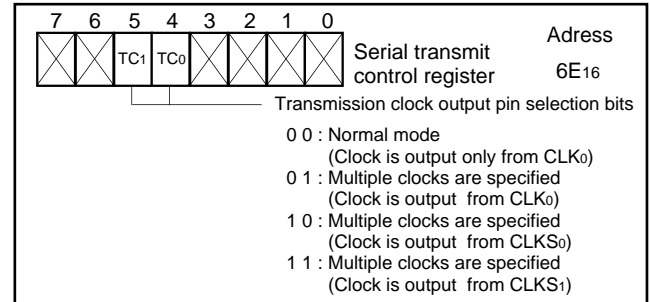 7 6 5 4 3 2 1 0
TC1 TC0
Serial transmit
control register
Adress
6E16
Transmission clock output pin selection bits
0 0 : Normal mode
(Clock is output only from CLK0)
0 1 : Multiple clocks are specified
(Clock is output from CLK0)
1 0 : Multiple clocks are specified
(Clock is output from CLKS0)
1 1 : Multiple clocks are specified
(Clock is output from CLKS1)